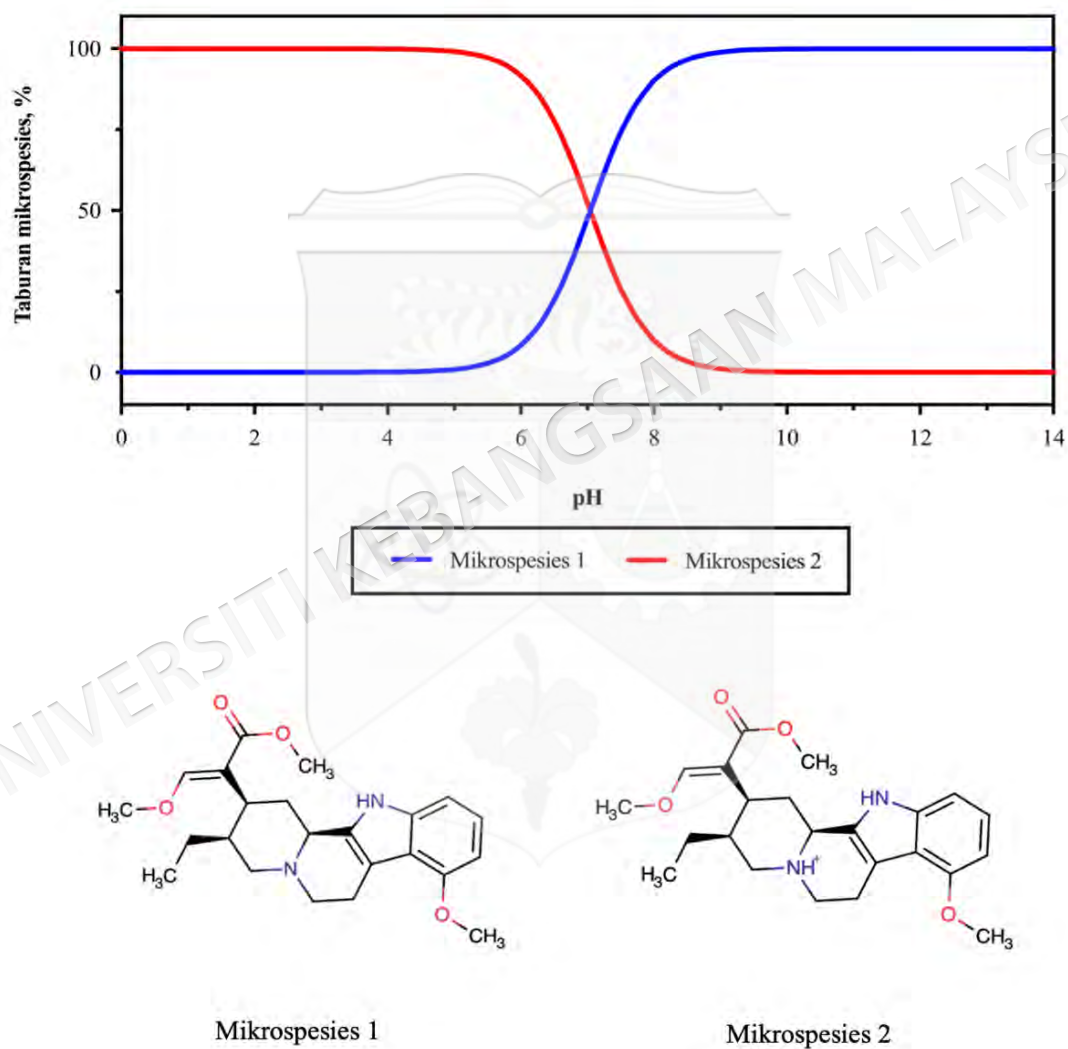 Taburan mikrospesies, %
100
50
0
0 2 4 6 8 10 12 14
pH
Mikrospesies 1 Mikrospesies 2
UNIVERSITI KEBANGSAAN MALAYS
O
O
CH₃
H₃C
O
HN
H₃C
N
O
CH₃
O
O
CH₃
H₃C
O
HN
H₃C
NH⁺
O
CH₃
Mikrospesies 1
Mikrospesies 2